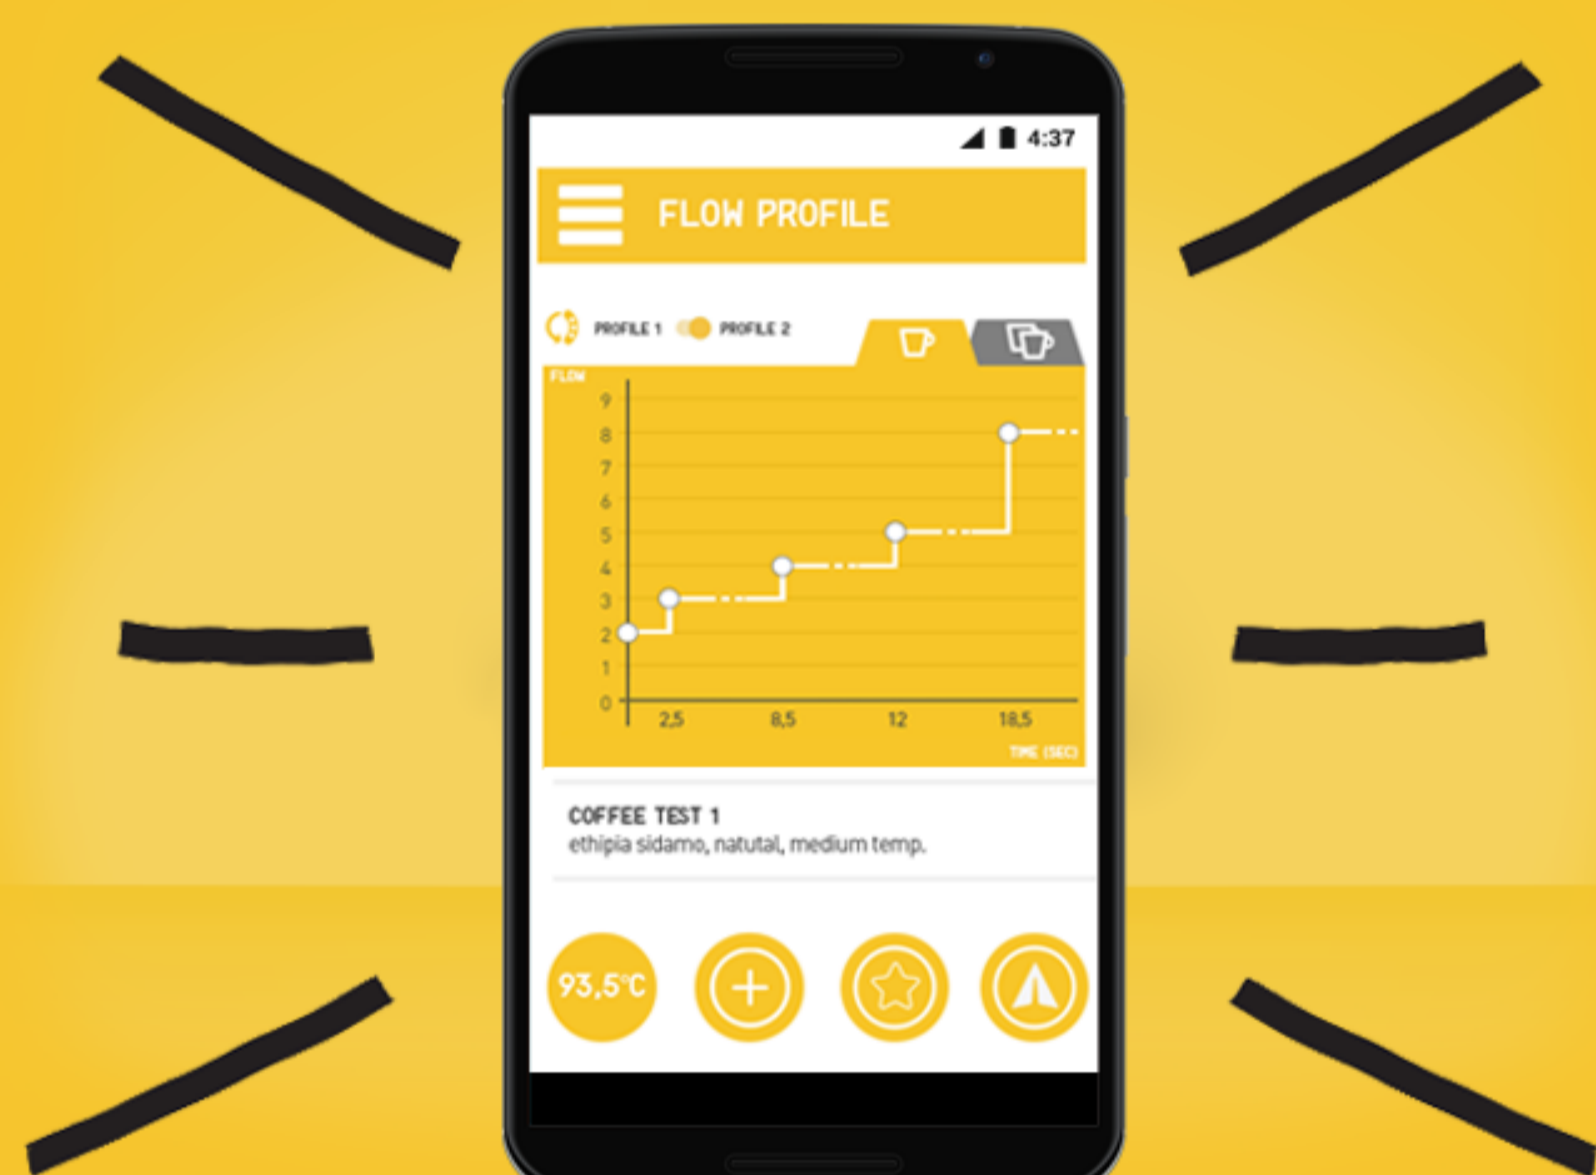 4:37
FLOW PROFILE
PROFILE 1 PROFILE 2
FLOW
9
8
7
6
5
4
3
2
1
0
2,5 8,5 12 18,5
TIME (SEC)
COFFEE TEST 1
ethipia sidamo, natutal, medium temp.
93,5°C